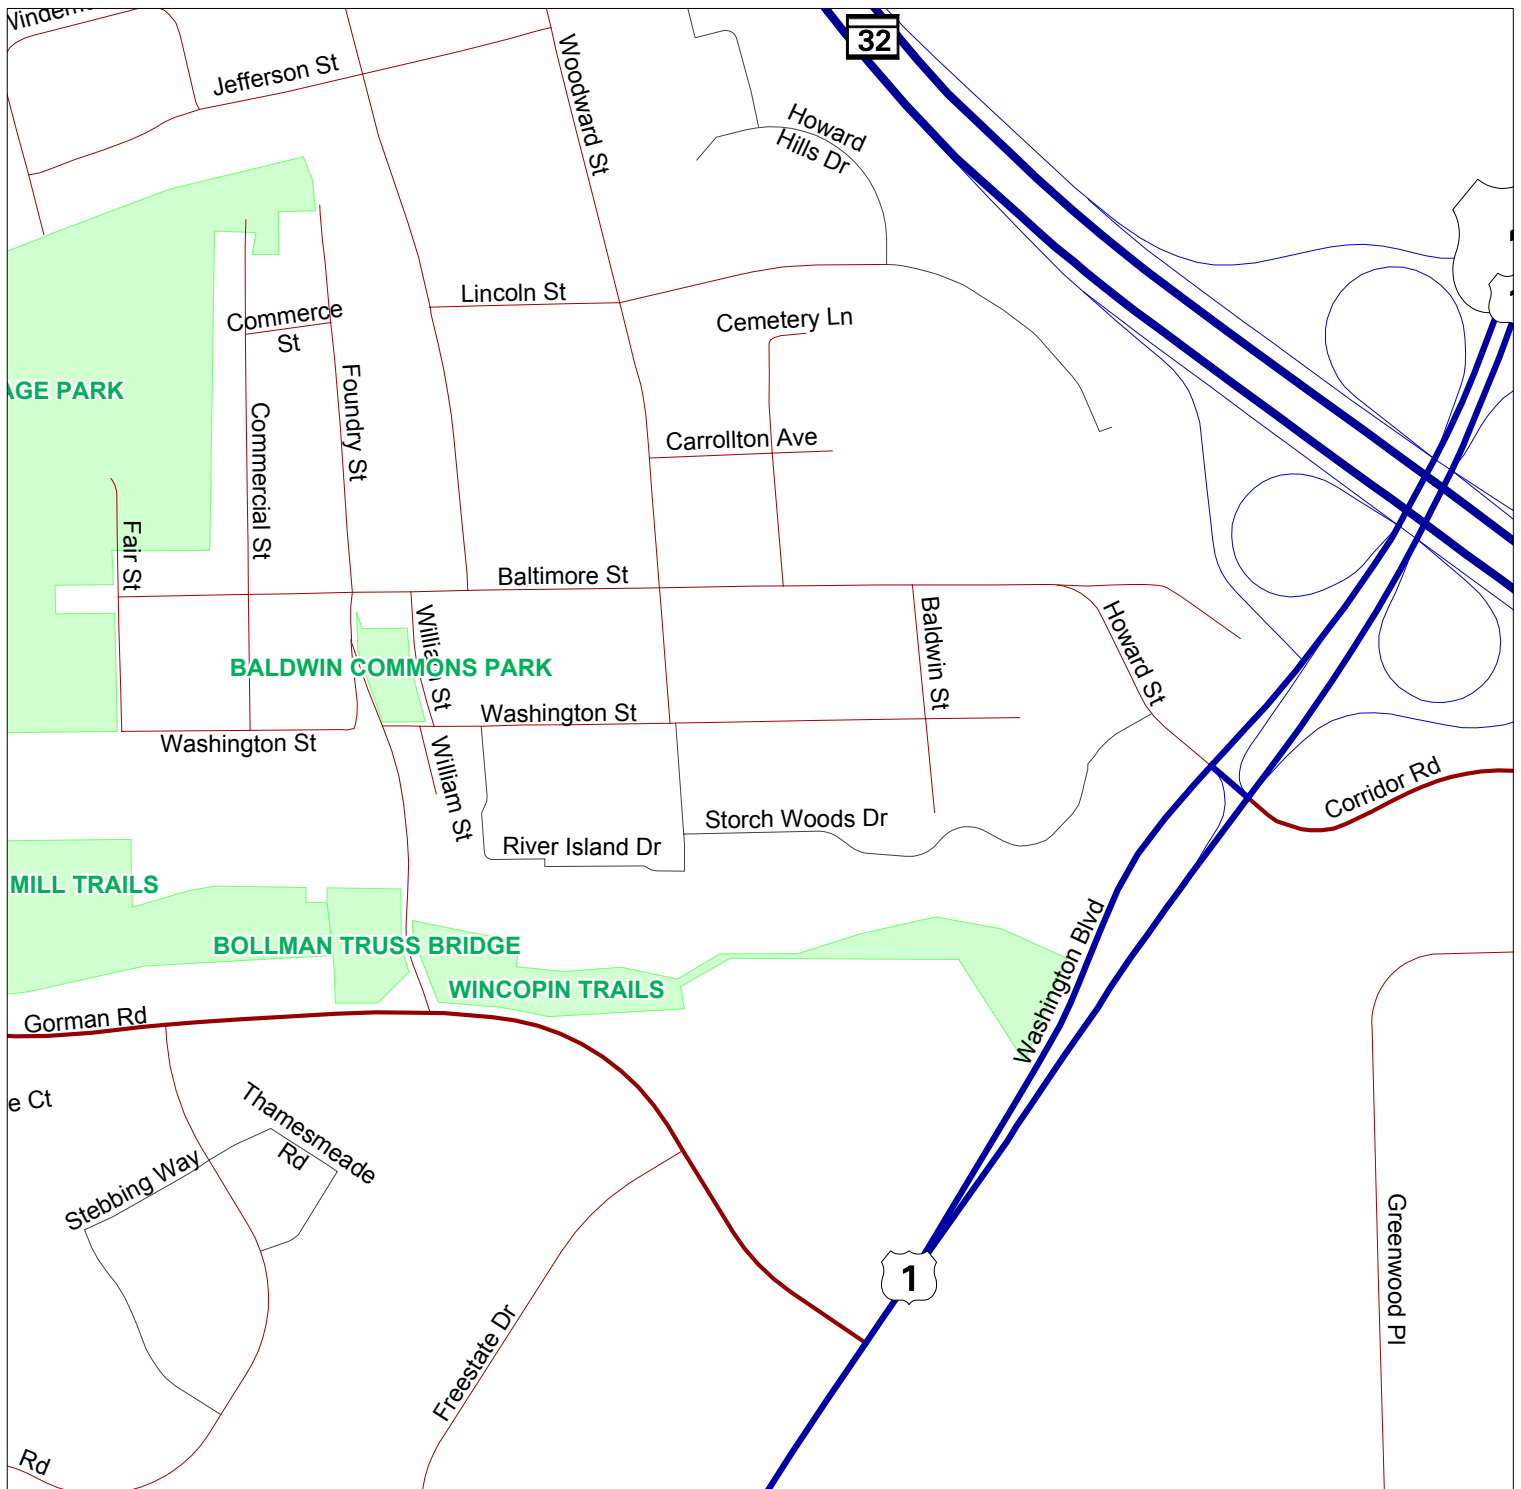 32
Jefferson St
Woodward St
Howard
Hills Dr
Lincoln St
Commerce
St
Cemetery Ln
Foundry St
AGE PARK
Commercial St
Carrollton Ave
Fair St
Baltimore St
William St
Baldwin St
Howard St
BALDWIN COMMONS PARK
Washington St
Washington St
William St
Corridor Rd
Storch Woods Dr
River Island Dr
MILL TRAILS
BOLLMAN TRUSS BRIDGE
WINCOPIN TRAILS
Washington Blvd
Gorman Rd
e Ct
Thamesmeade
Rd
Stebbing Way
Greenwood Pl
1
Freestate Dr
Rd